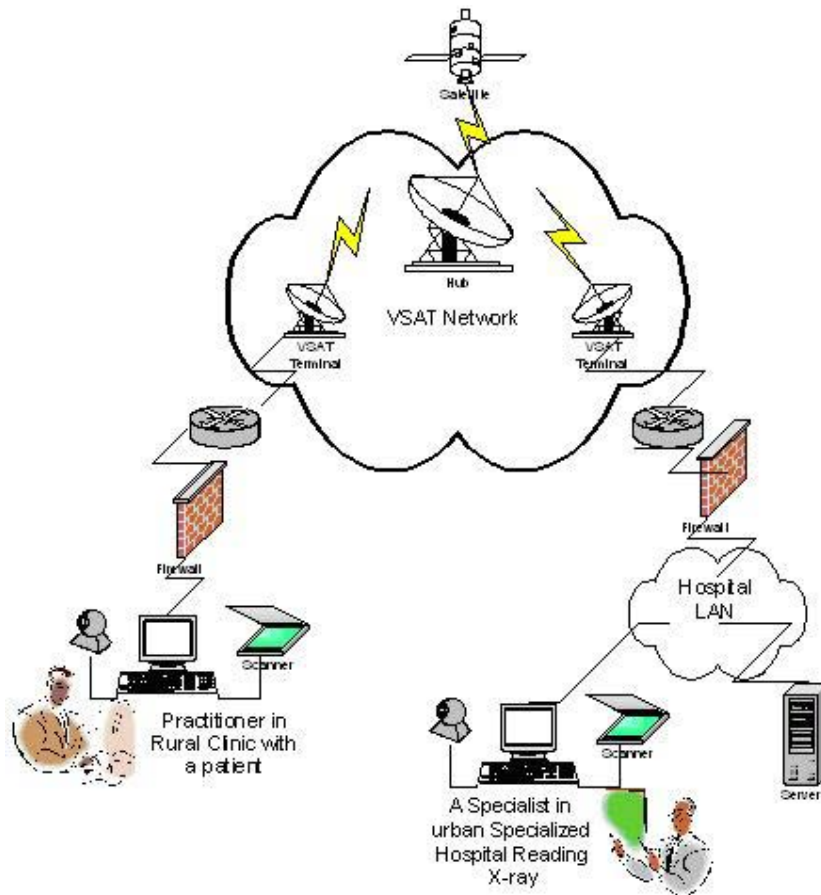 Satellite
Hub
VSAT Network
VSAT
Terminal
VSAT
Terminal
Firewall
Firewall
Hospital
LAN
Scanner
Practitioner in
Rural Clinic with
a patient
Scanner
Server
A Specialist in
urban Specialized
Hospital Reading
X-ray